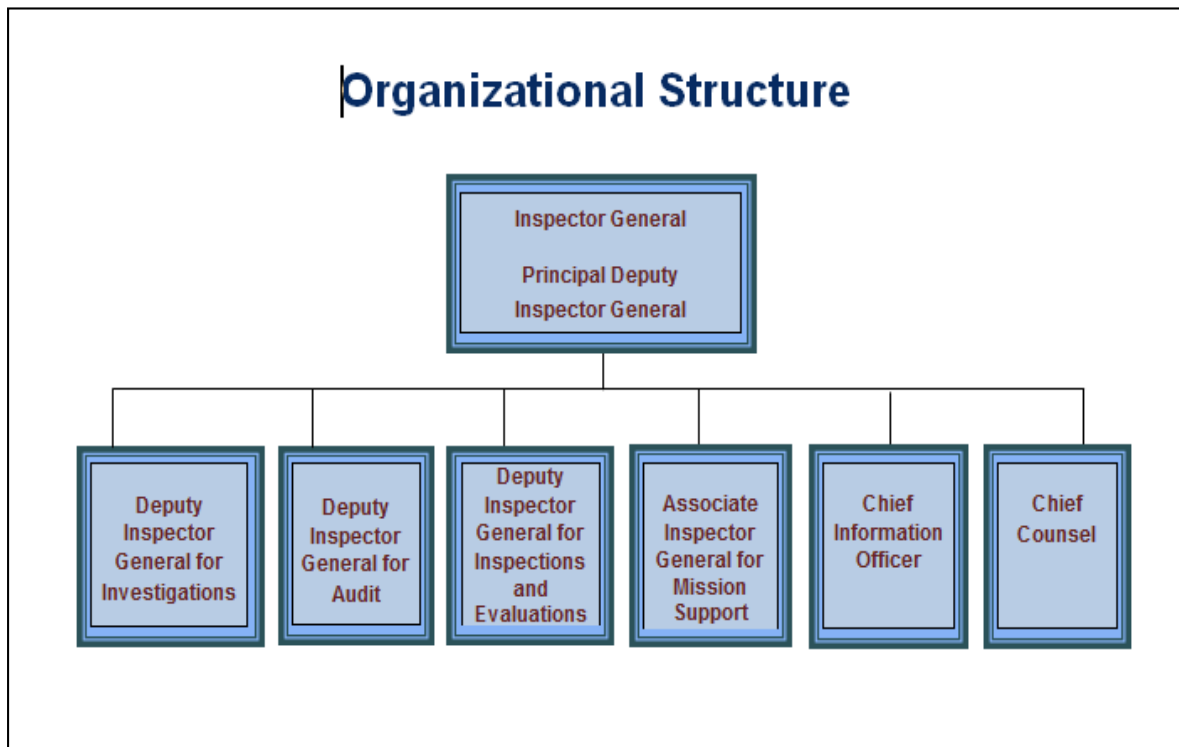 Organizational Structure
Inspector General
Principal Deputy
Inspector General
Deputy
Inspector
General for
Investigations
Deputy
Inspector
General for
Audit
Deputy
Inspector
General for
Inspections
and
Evaluations
Associate
Inspector
General for
Mission
Support
Chief
Information
Officer
Chief
Counsel